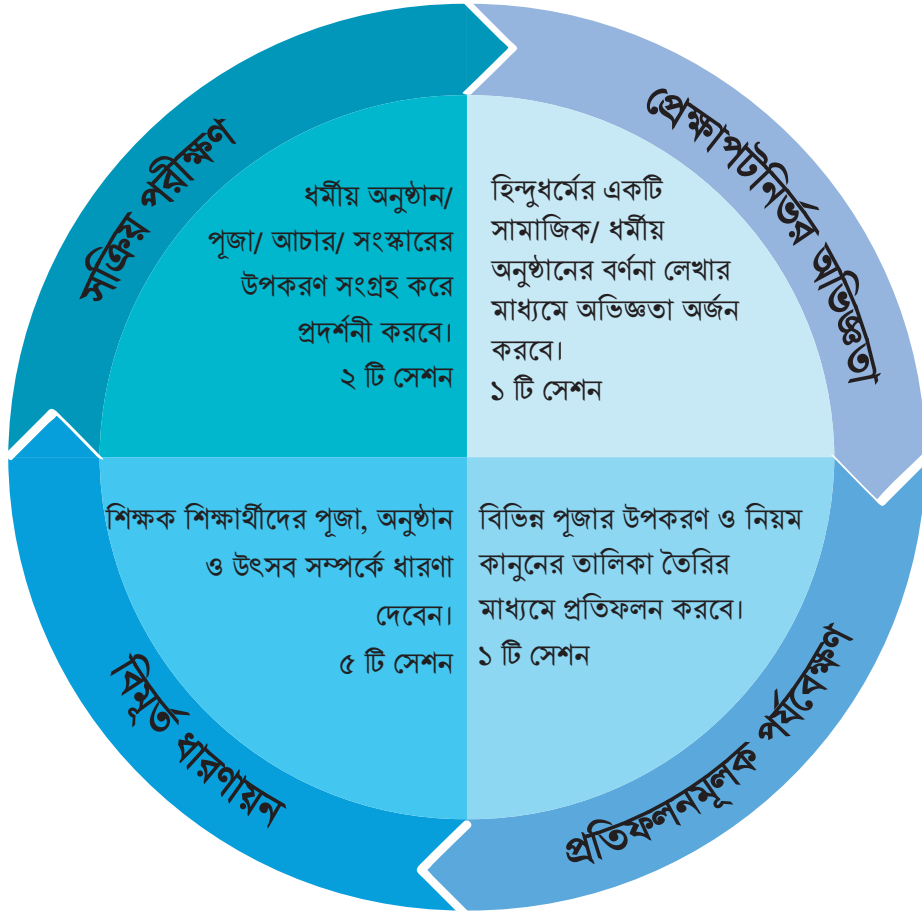 প্রেক্ষাপটনির্ভর অভিজ্ঞতা
হিন্দুধর্মের একটি
সামাজিক/ ধর্মীয়
অনুষ্ঠানের বর্ণনা লেখার
মাধ্যমে অভিজ্ঞতা অর্জন
করবে।
১ টি সেশন
প্রতিফলনমূলক পর্যবেক্ষণ
বিভিন্ন পূজার উপকরণ ও নিয়ম
কানুনের তালিকা তৈরির
মাধ্যমে প্রতিফলন করবে।
১ টি সেশন
বিমূর্ত ধারণায়ন
শিক্ষক শিক্ষার্থীদের পূজা, অনুষ্ঠান
ও উৎসব সম্পর্কে ধারণা
দেবেন।
৫ টি সেশন
সক্রিয় পরীক্ষণ
ধর্মীয় অনুষ্ঠান/
পূজা/ আচার/ সংস্কারের
উপকরণ সংগ্রহ করে
প্রদর্শনী করবে।
২ টি সেশন